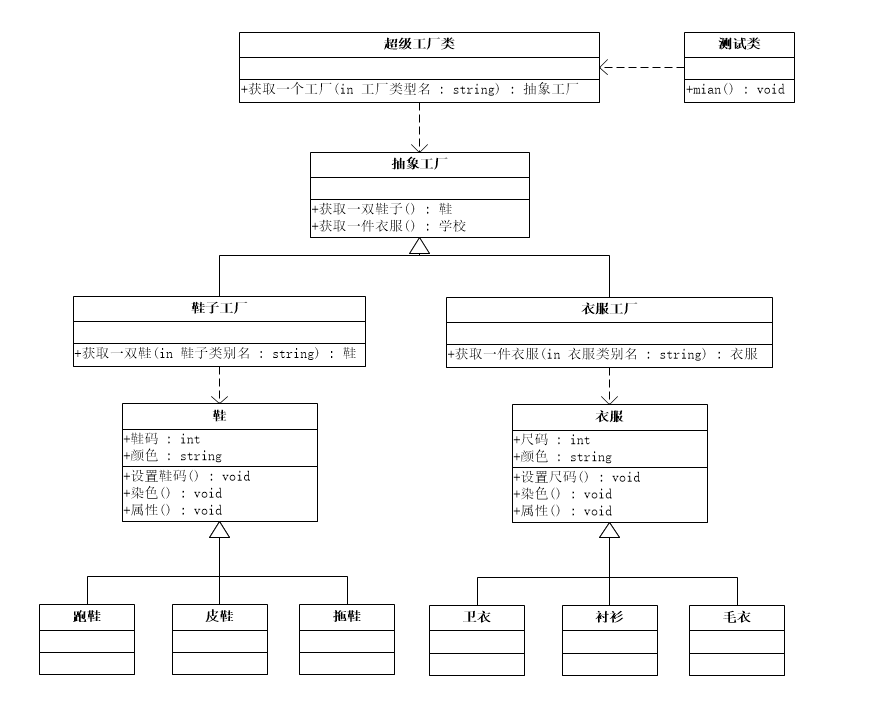 超级工厂类
测试类
+获取一个工厂(in 工厂类型名 : string) : 抽象工厂
+mian() : void
抽象工厂
+获取一双鞋子() : 鞋
+获取一件衣服() : 学校
鞋子工厂
衣服工厂
+获取一双鞋(in 鞋子类别名 : string) : 鞋
+获取一件衣服(in 衣服类别名 : string) : 衣服
鞋
衣服
+鞋码 : int
+颜色 : string
+设置鞋码() : void
+染色() : void
+属性() : void
+尺码 : int
+颜色 : string
+设置尺码() : void
+染色() : void
+属性() : void
跑鞋
皮鞋
拖鞋
卫衣
衬衫
毛衣